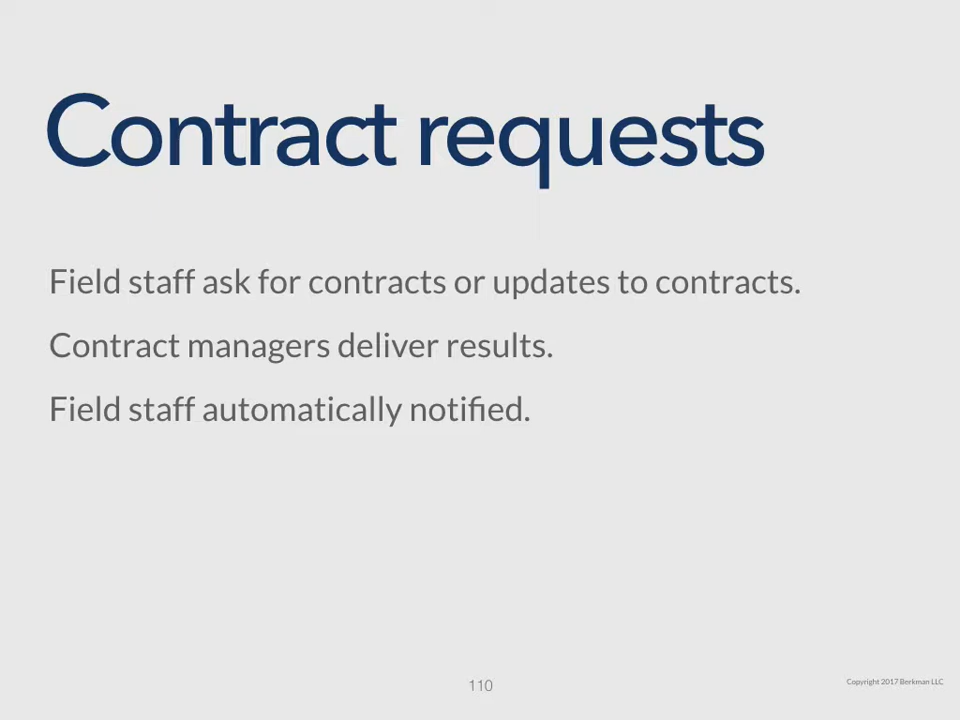 Contract requests
Field staff ask for contracts or updates to contracts.
Contract managers deliver results.
Field staff automatically notified.
110
Copyright 2017 Berkman LLC